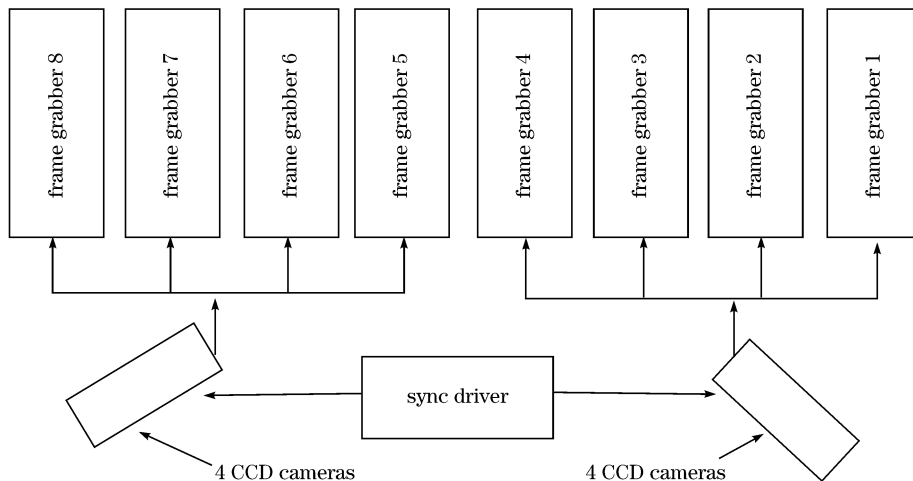 frame grabber 8
frame grabber 7
frame grabber 6
frame grabber 5
frame grabber 4
frame grabber 3
frame grabber 2
frame grabber 1
sync driver
4 CCD cameras
4 CCD cameras